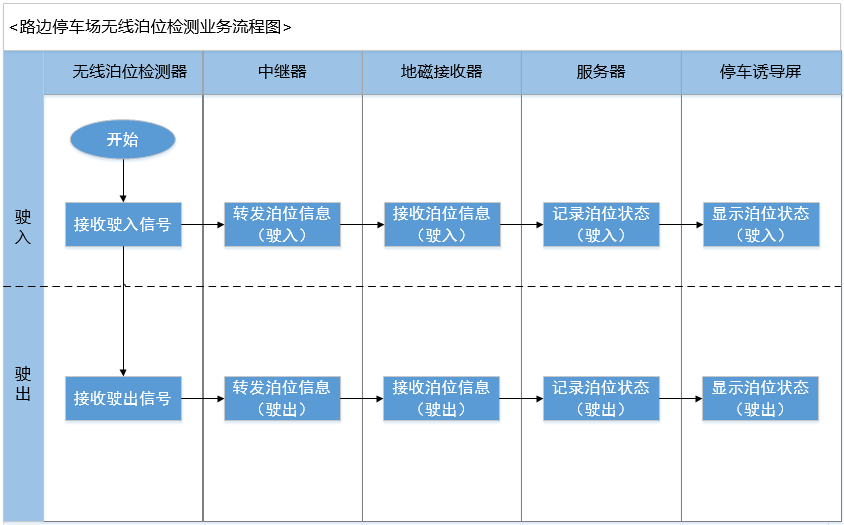 <路边停车场无线泊位检测业务流程图>
无线泊位检测器
中继器
地磁接收器
服务器
停车诱导屏
驶
入
开始
接收驶入信号
转发泊位信息
（驶入）
接收泊位信息
（驶入）
记录泊位状态
（驶入）
显示泊位状态
（驶入）
驶
出
接收驶出信号
转发泊位信息
（驶出）
接收泊位信息
（驶出）
记录泊位状态
（驶出）
显示泊位状态
（驶出）